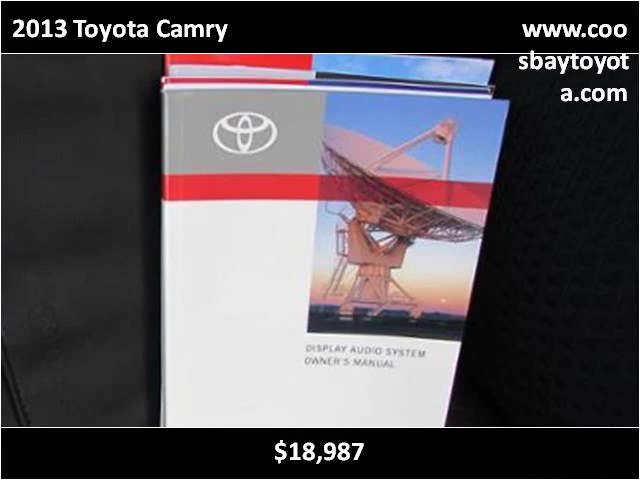 2013 Toyota Camry
www.coo
sbaytoyot
a.com
DISPLAY AUDIO SYSTEM
OWNER'S MANUAL
$18,987